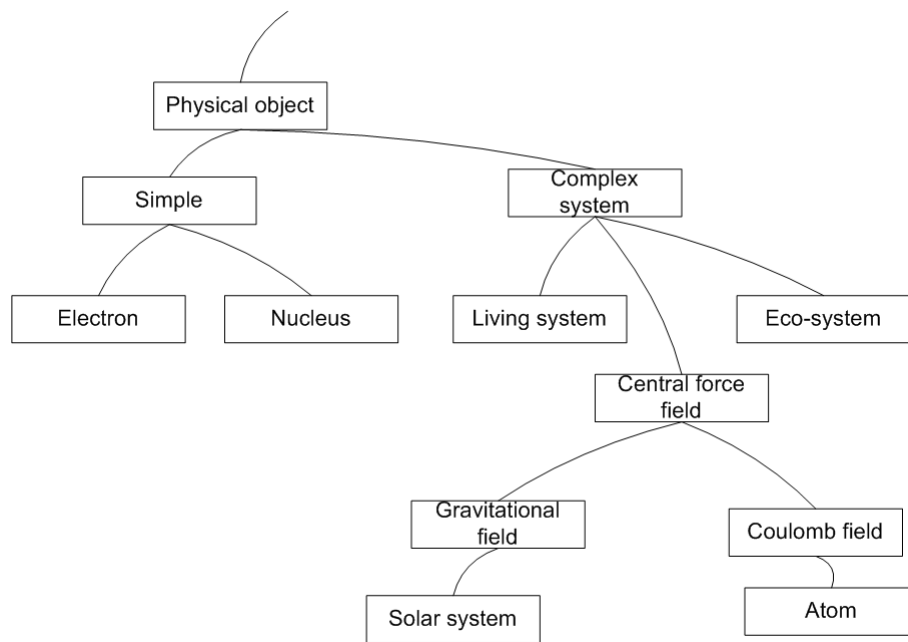 Physical object
Simple
Complex
system
Electron
Nucleus
Living system
Eco-system
Central force
field
Gravitational
field
Coulomb field
Solar system
Atom